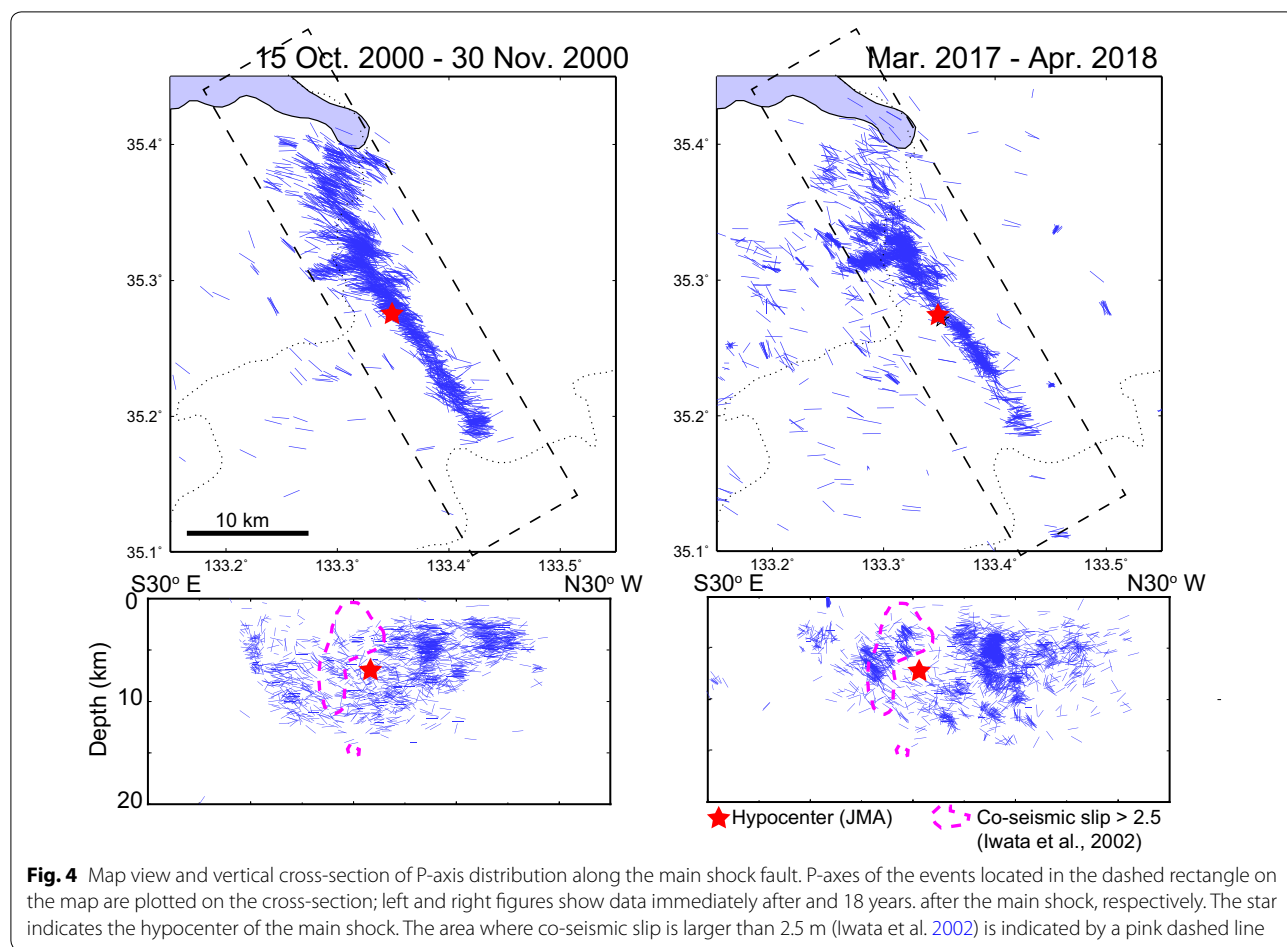 15 Oct. 2000 - 30 Nov. 2000
35.4˚
35.3˚
35.2˚
35.1˚
10 km
133.2˚ 133.3˚ 133.4˚ 133.5˚
S30º E N30º W
0
10
20
Depth (km)
Mar. 2017 - Apr. 2018
35.4˚
35.3˚
35.2˚
35.1˚
133.2˚ 133.3˚ 133.4˚ 133.5˚
S30º E N30º W
Hypocenter (JMA)
Co-seismic slip > 2.5
(Iwata et al., 2002)
Fig. 4 Map view and vertical cross-section of P-axis distribution along the main shock fault. P-axes of the events located in the dashed rectangle on
the map are plotted on the cross-section; left and right figures show data immediately after and 18 years. after the main shock, respectively. The star
indicates the hypocenter of the main shock. The area where co-seismic slip is larger than 2.5 m (Iwata et al. 2002) is indicated by a pink dashed line